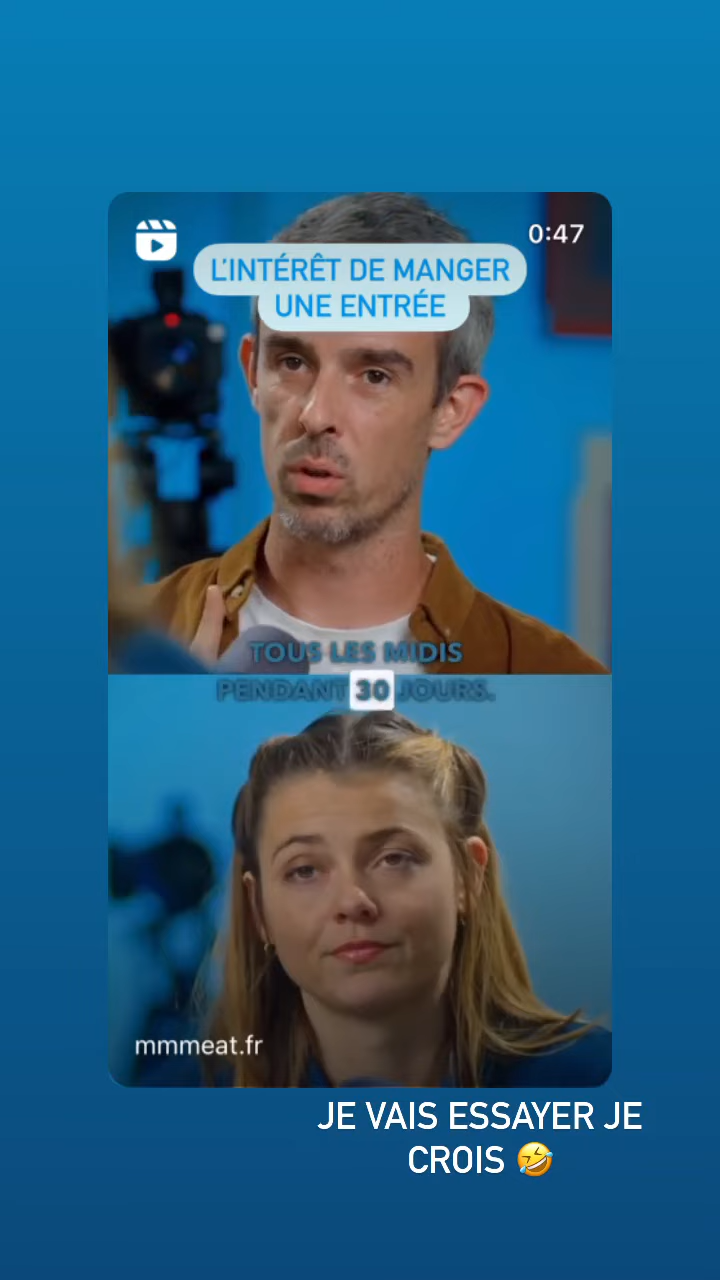 0:47
L'INTÉRÊT DE MANGER
UNE ENTRÉE
TOUS LES MIDIS
PENDANT 30 JOURS.
mmmeat.fr
JE VAIS ESSAYER JE
CROIS 🤣